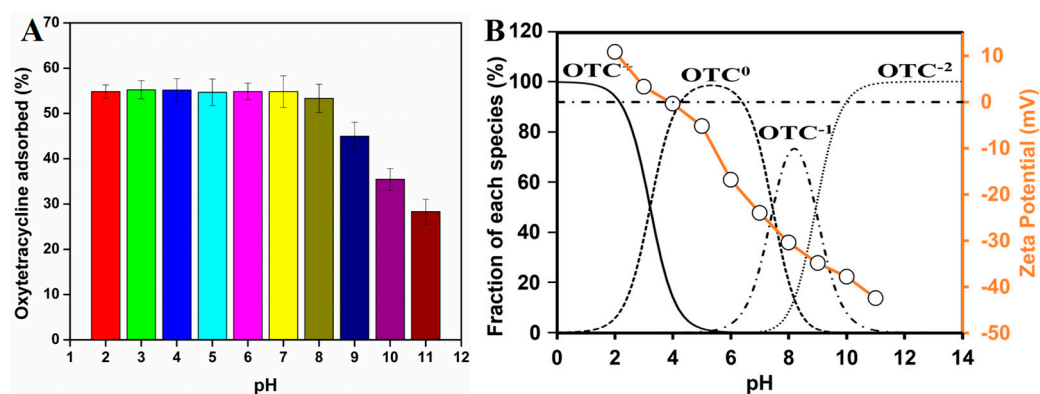 A
Oxytetracycline adsorbed (%)
70
60
50
40
30
20
10
0
1 2 3 4 5 6 7 8 9 10 11 12
pH
B
Fraction of each species (%)
120
100
80
60
40
20
0
OTC⁺ OTC⁰ OTC⁻² 
OTC⁻¹
0 2 4 6 8 10 12 14
pH
10
0
-10
-20
-30
-40
-50
Zeta Potential (mV)